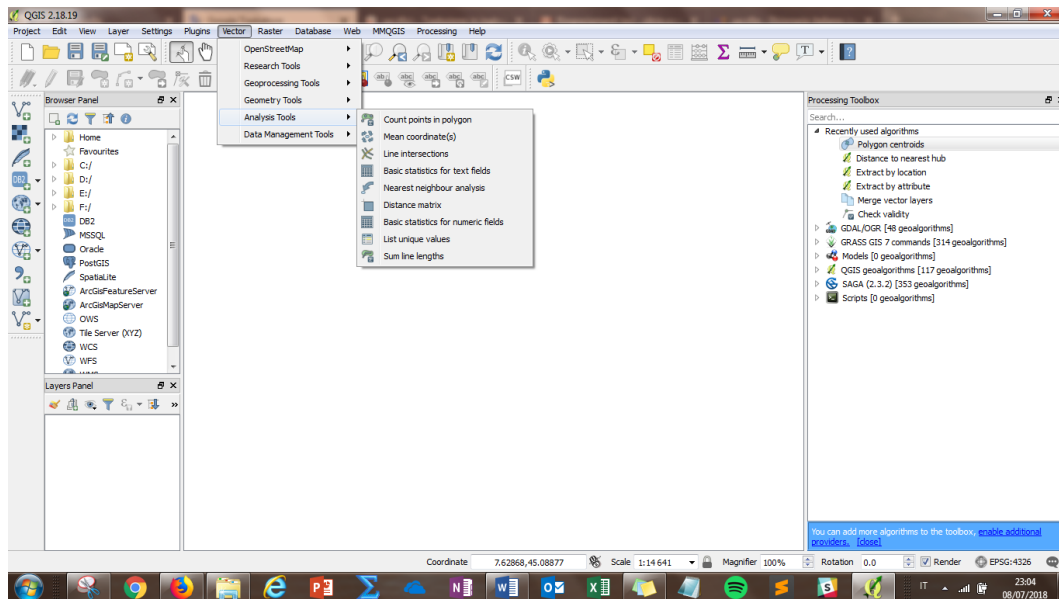 QGIS 2.18.19
Project Edit View Layer Settings Plugins Vector Raster Database Web MMQGIS Processing Help
OpenStreetMap
Research Tools
Geoprocessing Tools
Geometry Tools
Analysis Tools
Data Management Tools
Count points in polygon
Mean coordinate(s)
Line intersections
Basic statistics for text fields
Nearest neighbour analysis
Distance matrix
Basic statistics for numeric fields
List unique values
Sum line lengths
abc abc abc abc CSW
Browser Panel
Home
Favourites
C:/
D:/
E:/
F:/
DB2
MSSQL
Oracle
PostGIS
SpatiaLite
ArcGisFeatureServer
ArcGisMapServer
OWS
Tile Server (XYZ)
WCS
WFS
Layers Panel
Processing Toolbox
Search...
Recently used algorithms
Polygon centroids
Distance to nearest hub
Extract by location
Extract by attribute
Merge vector layers
Check validity
GDAL/OGR [48 geoalgorithms]
GRASS GIS 7 commands [314 geoalgorithms]
Models [0 geoalgorithms]
QGIS geoalgorithms [117 geoalgorithms]
SAGA (2.3.2) [353 geoalgorithms]
Scripts [0 geoalgorithms]
You can add more algorithms to the toolbox, enable additional
providers. [close]
Coordinate 7.62868,45.08877 Scale 1:14 641 Magnifier 100% Rotation 0.0 Render EPSG:4326
IT 23:04
08/07/2018